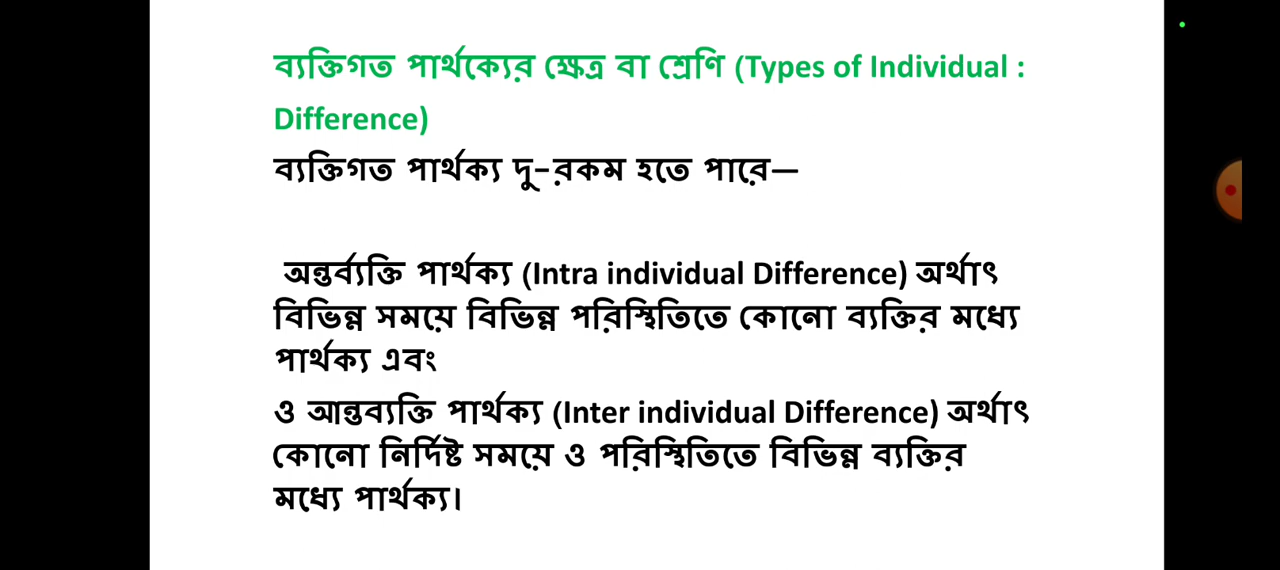 ব্যক্তিগত পার্থক্যের ক্ষেত্র বা শ্রেণি (Types of Individual :
Difference)
ব্যক্তিগত পার্থক্য দু-রকম হতে পারে—
অন্তর্ব্যক্তি পার্থক্য (Intra individual Difference) অর্থাৎ
বিভিন্ন সময়ে বিভিন্ন পরিস্থিতিতে কোনো ব্যক্তির মধ্যে
পার্থক্য এবং
ও আন্তব্যক্তি পার্থক্য (Inter individual Difference) অর্থাৎ
কোনো নির্দিষ্ট সময়ে ও পরিস্থিতিতে বিভিন্ন ব্যক্তির
মধ্যে পার্থক্য।